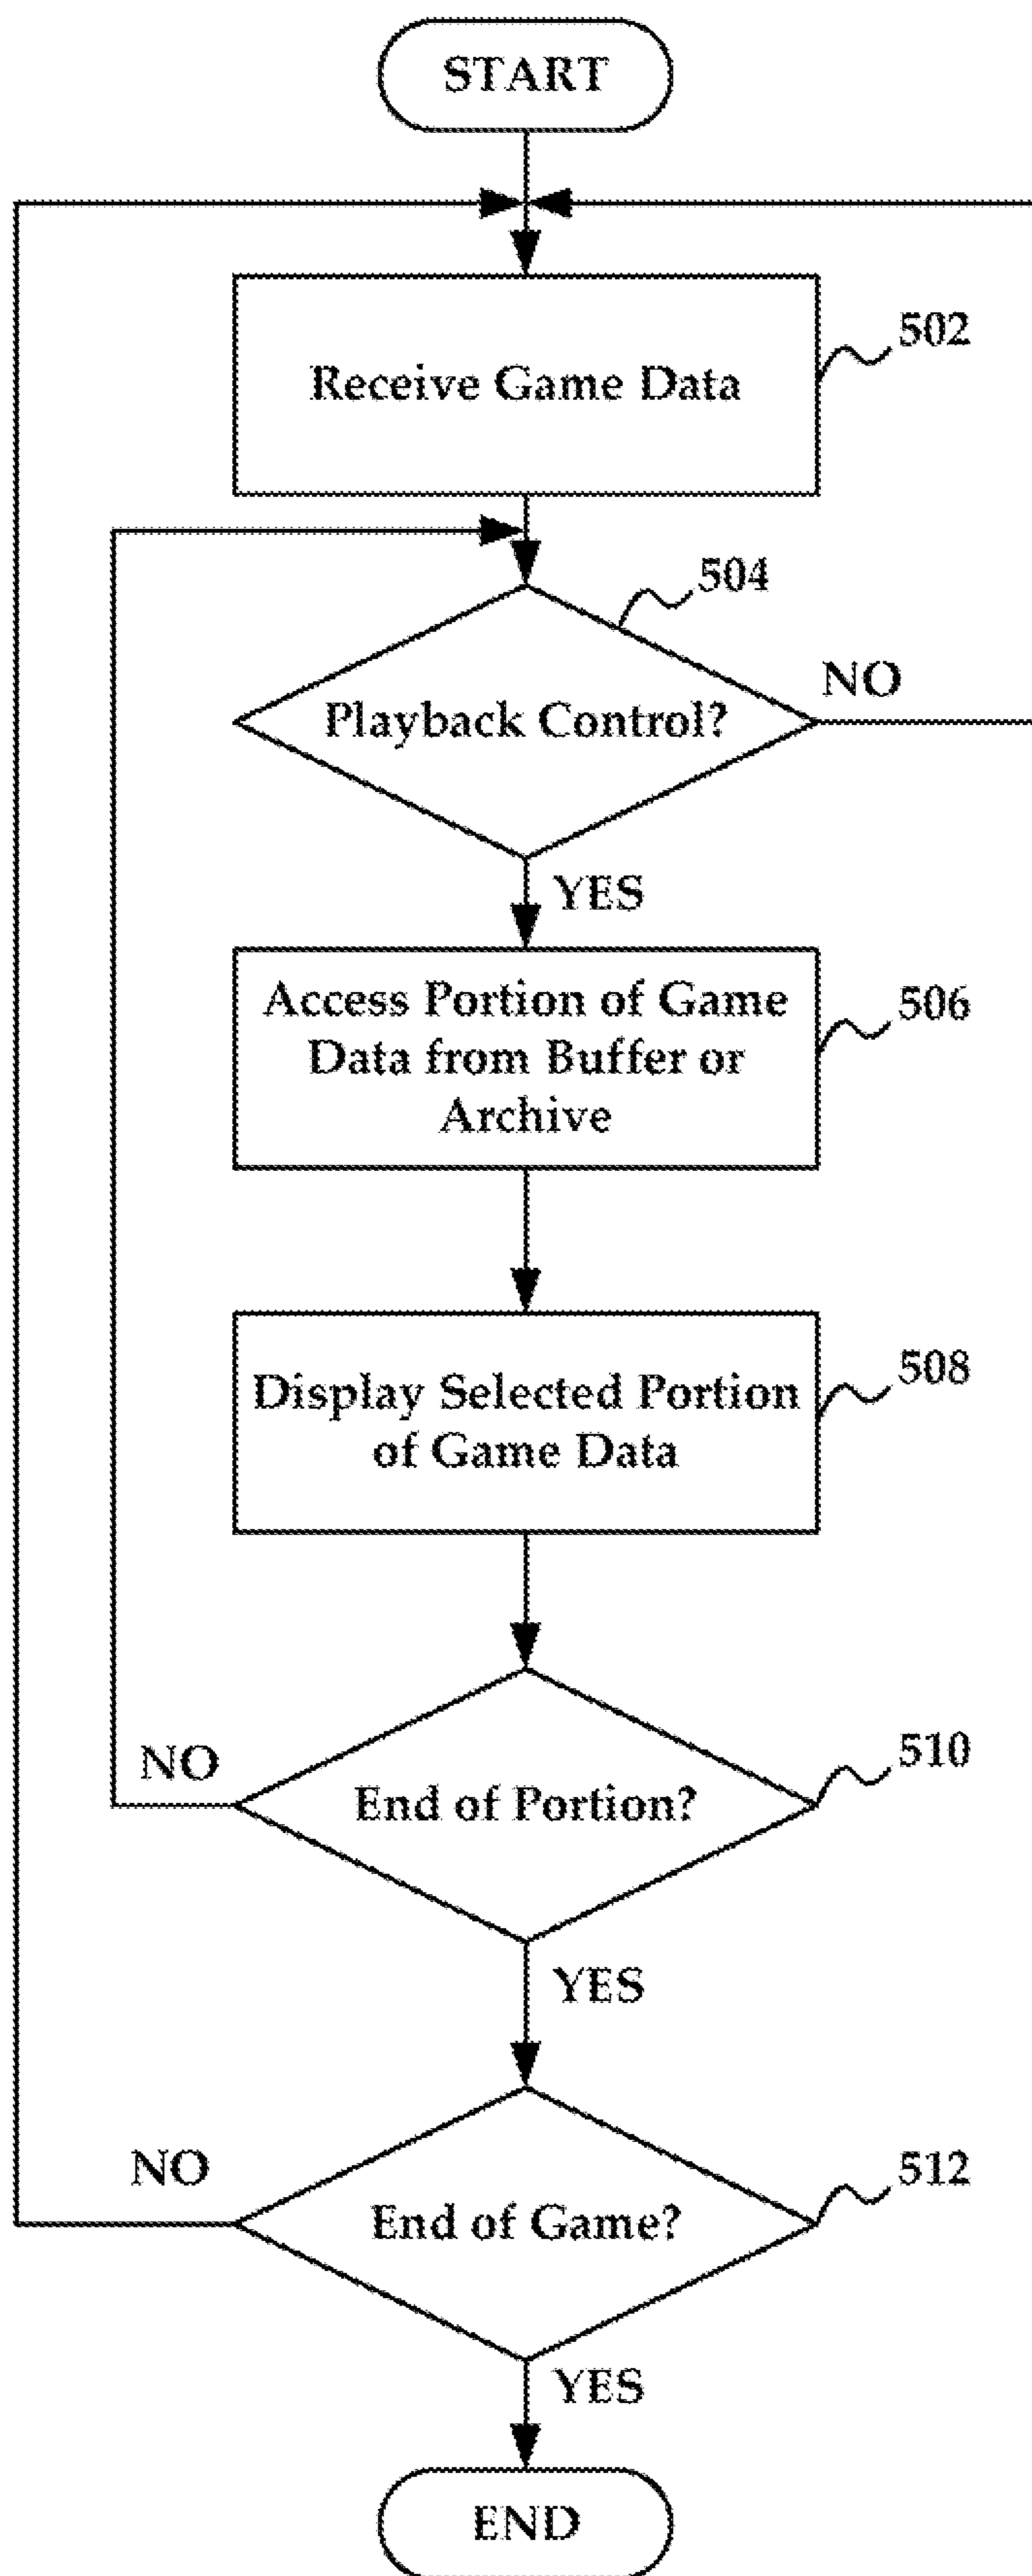 START
Receive Game Data
502
504
Playback Control?
NO
YES
Access Portion of Game
Data from Buffer or
Archive
506
Display Selected Portion
of Game Data
508
NO
End of Portion?
510
YES
NO
End of Game?
512
YES
END